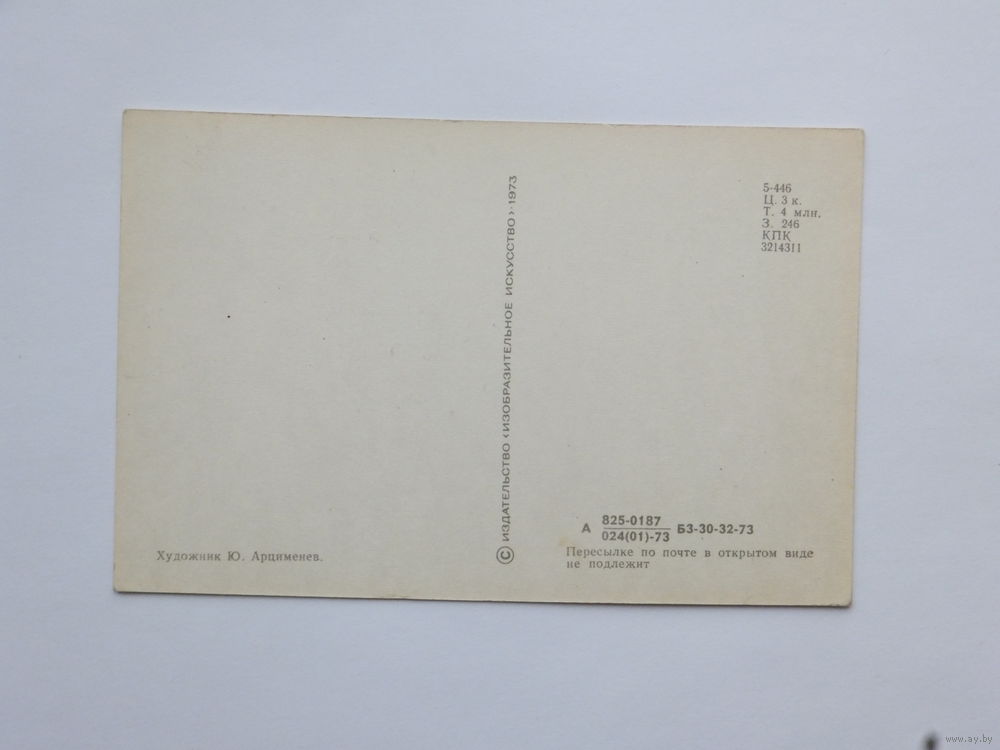 Художник Ю. Арцименев.
© ИЗДАТЕЛЬСТВО «ИЗОБРАЗИТЕЛЬНОЕ ИСКУССТВО»·1973
5-446
Ц. 3 к.
Т. 4 млн.
З. 246
КПК
3214311
825-0187
А БЗ-30-32-73
024(01)-73
Пересылке по почте в открытом виде
не подлежит
www.ay.by